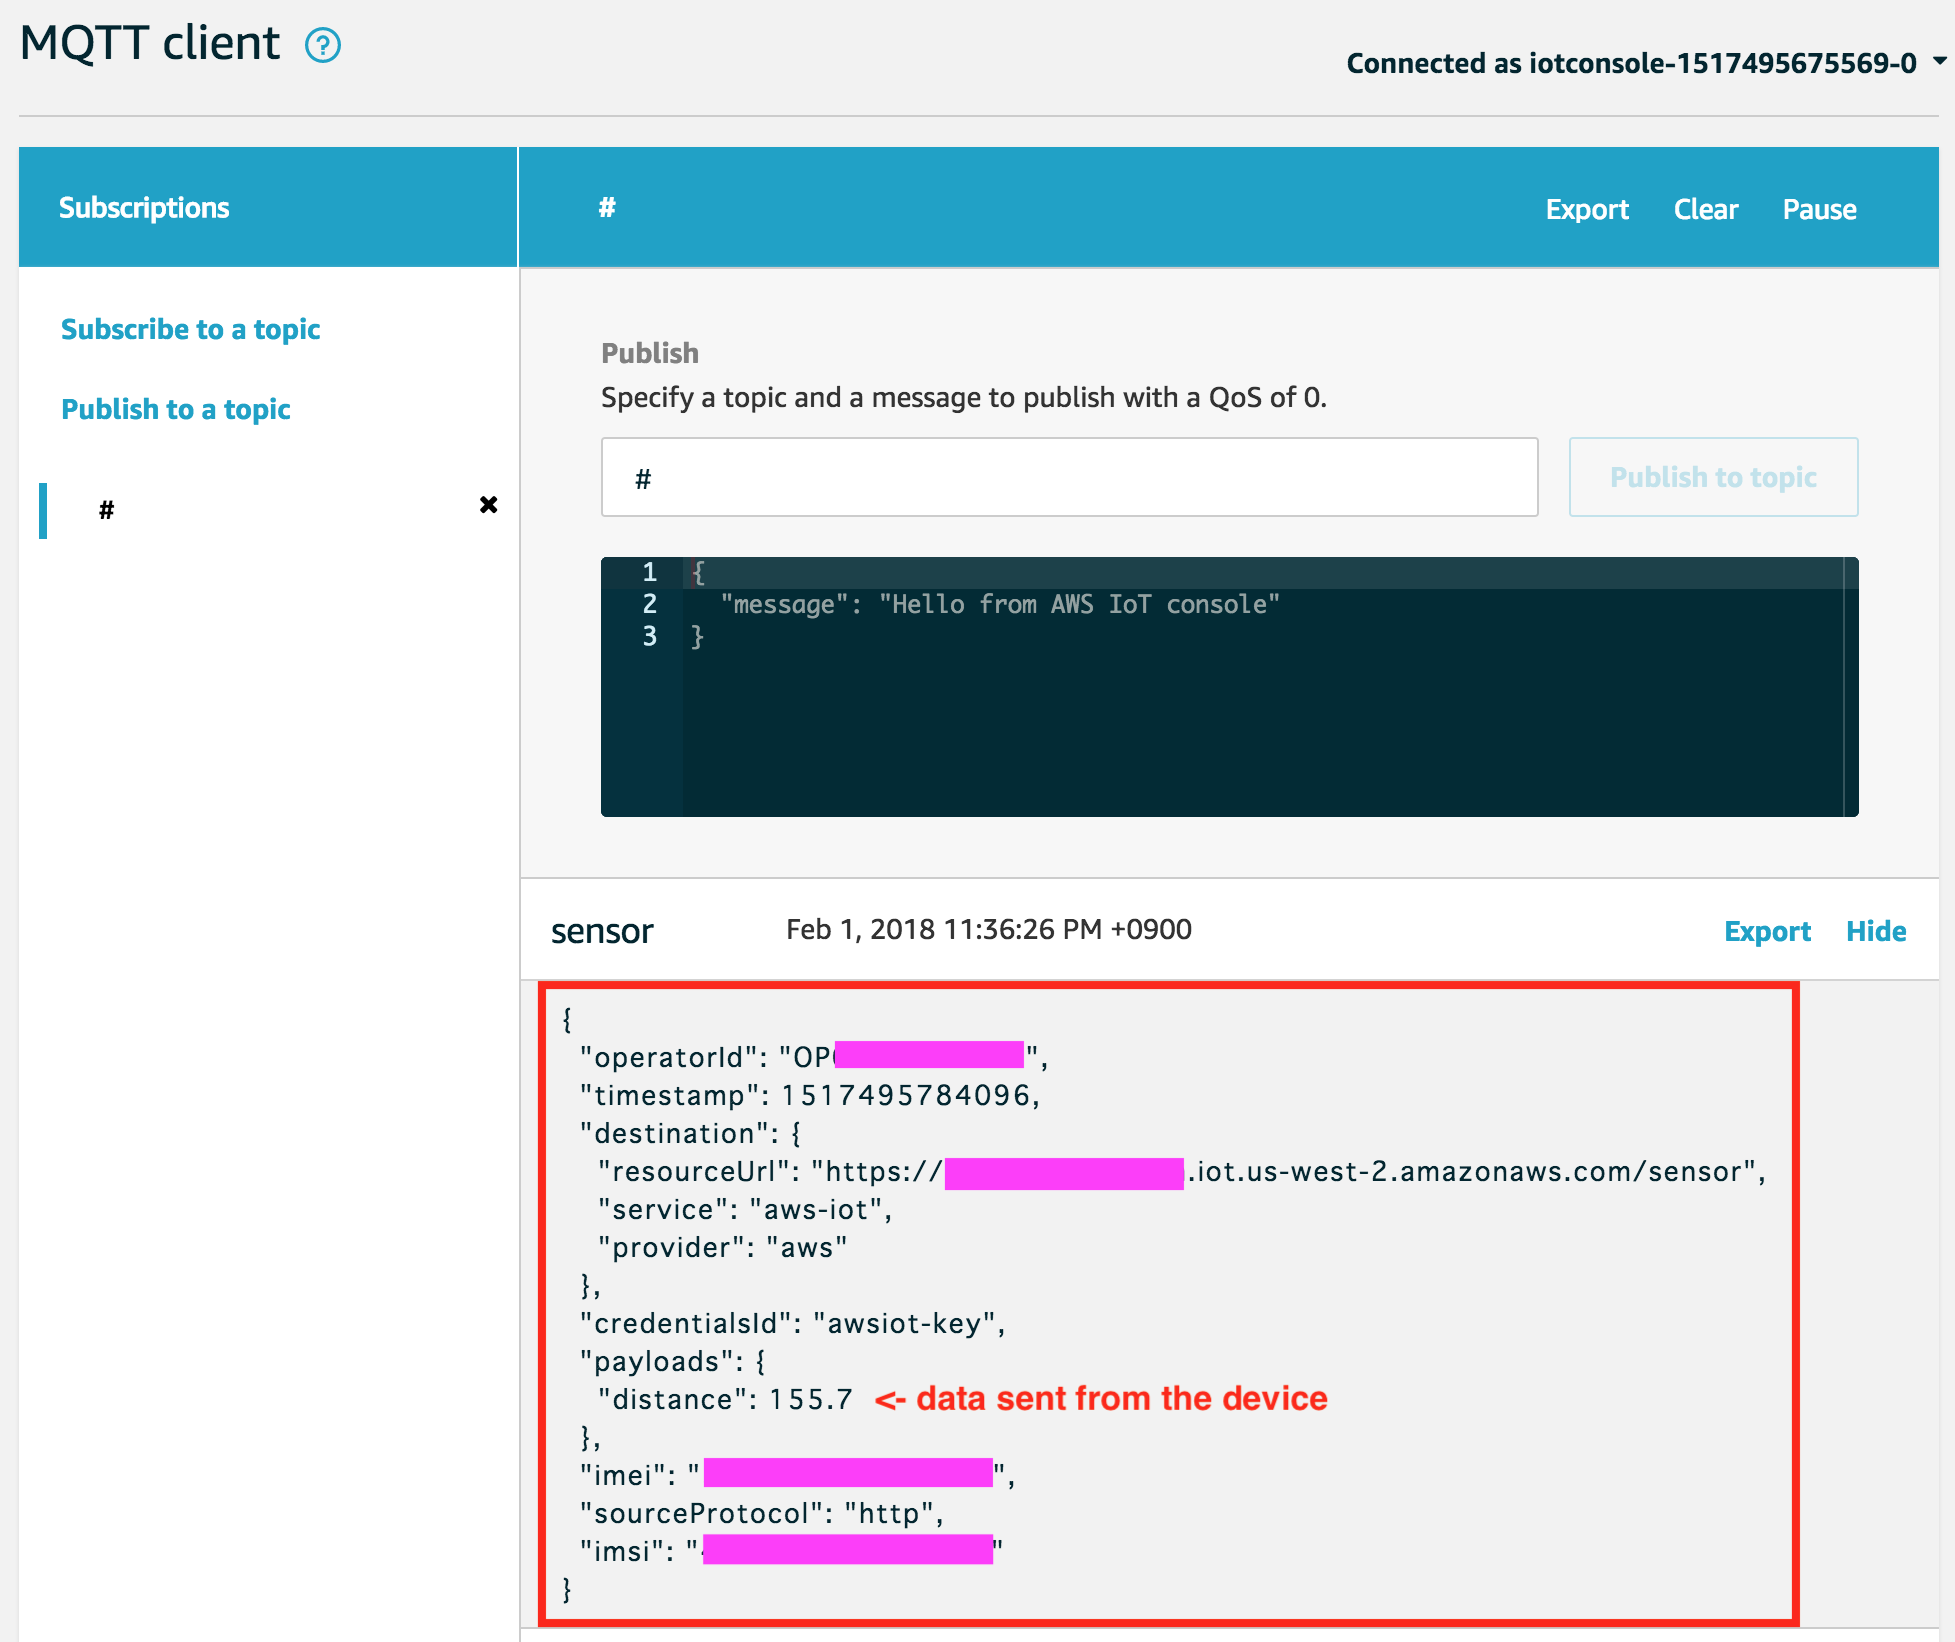 MQTT client ?
Connected as iotconsole-1517495675569-0
Subscriptions
#
Export Clear Pause
Subscribe to a topic
Publish to a topic
#
Publish
Specify a topic and a message to publish with a QoS of 0.
#
Publish to topic
1 {
2 "message": "Hello from AWS IoT console"
3 }
sensor Feb 1, 2018 11:36:26 PM +0900 Export Hide
{
"operatorId": "OP",
"timestamp": 1517495784096,
"destination": {
"resourceUrl": "https:// .iot.us-west-2.amazonaws.com/sensor",
"service": "aws-iot",
"provider": "aws"
},
"credentialsId": "awsiot-key",
"payloads": {
"distance": 155.7 <- data sent from the device
},
"imei": " ",
"sourceProtocol": "http",
"imsi": " "
}